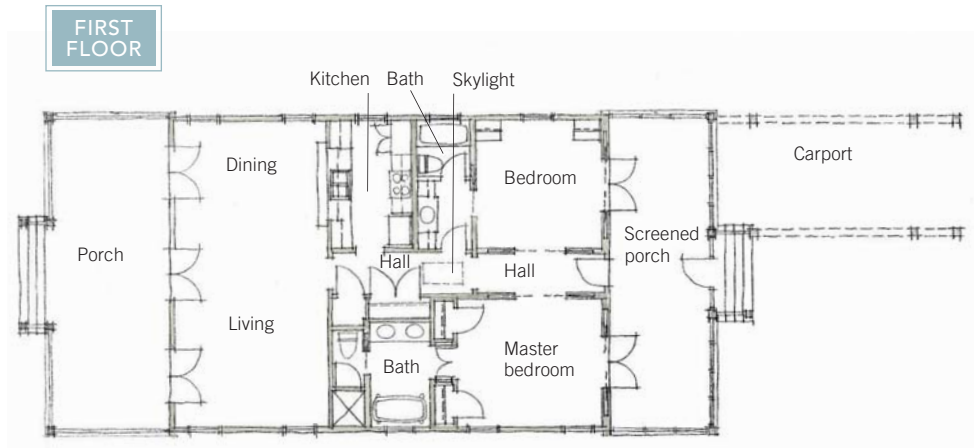 FIRST
FLOOR
Kitchen
Bath
Skylight
Dining
Bedroom
Carport
Porch
Hall
Hall
Screened
porch
Living
Bath
Master
bedroom